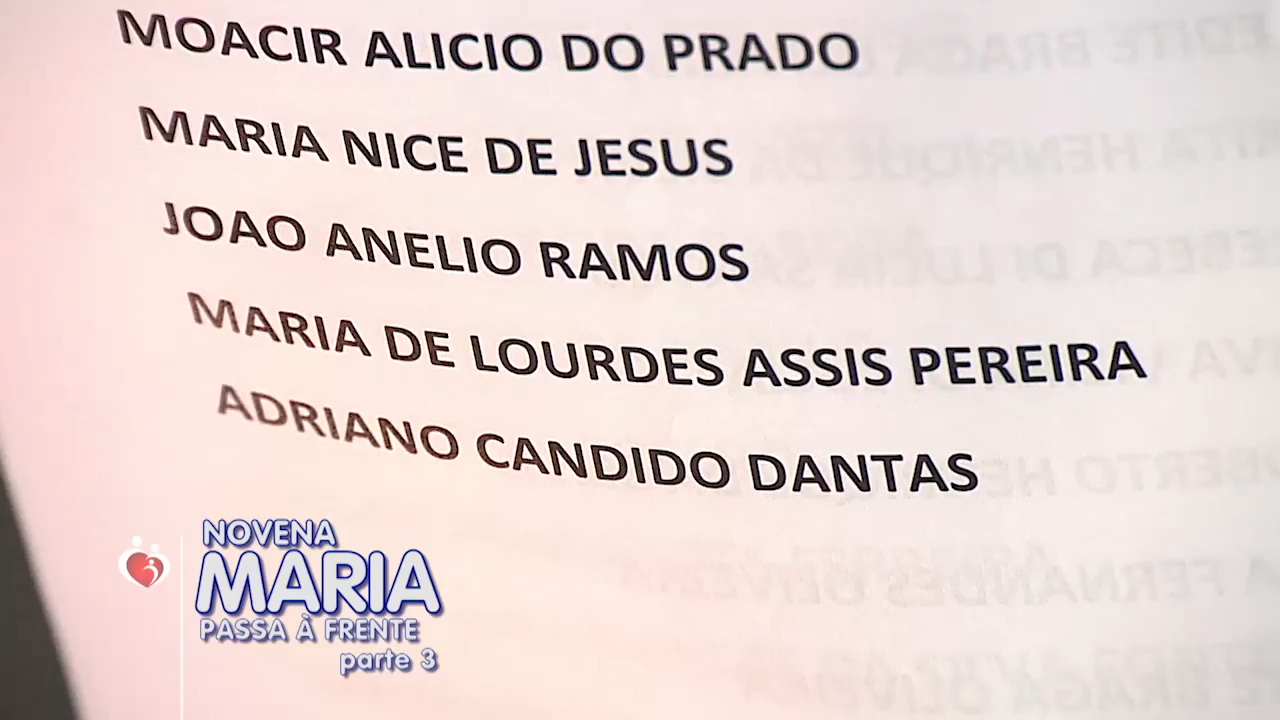 MOACIR ALICIO DO PRADO
MARIA NICE DE JESUS
JOAO ANELIO RAMOS
MARIA DE LOURDES ASSIS PEREIRA
ADRIANO CANDIDO DANTAS
NOVENA
MARIA
PASSA À FRENTE
parte 3